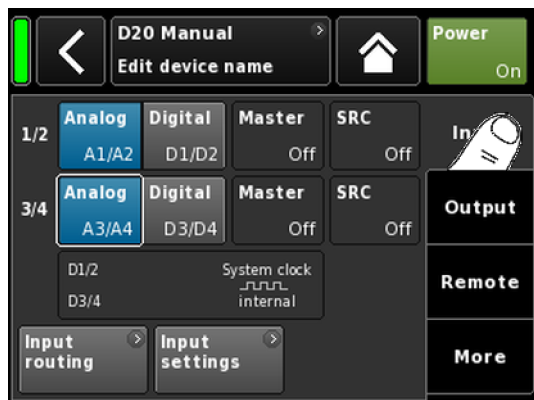 D20 Manual
Edit device name
Power
On
1/2
Analog
A1/A2
Digital
D1/D2
Master
Off
SRC
Off
3/4
Analog
A3/A4
Digital
D3/D4
Master
Off
SRC
Off
Output
D1/2
System clock
D3/4
internal
Remote
Input
routing
Input
settings
More